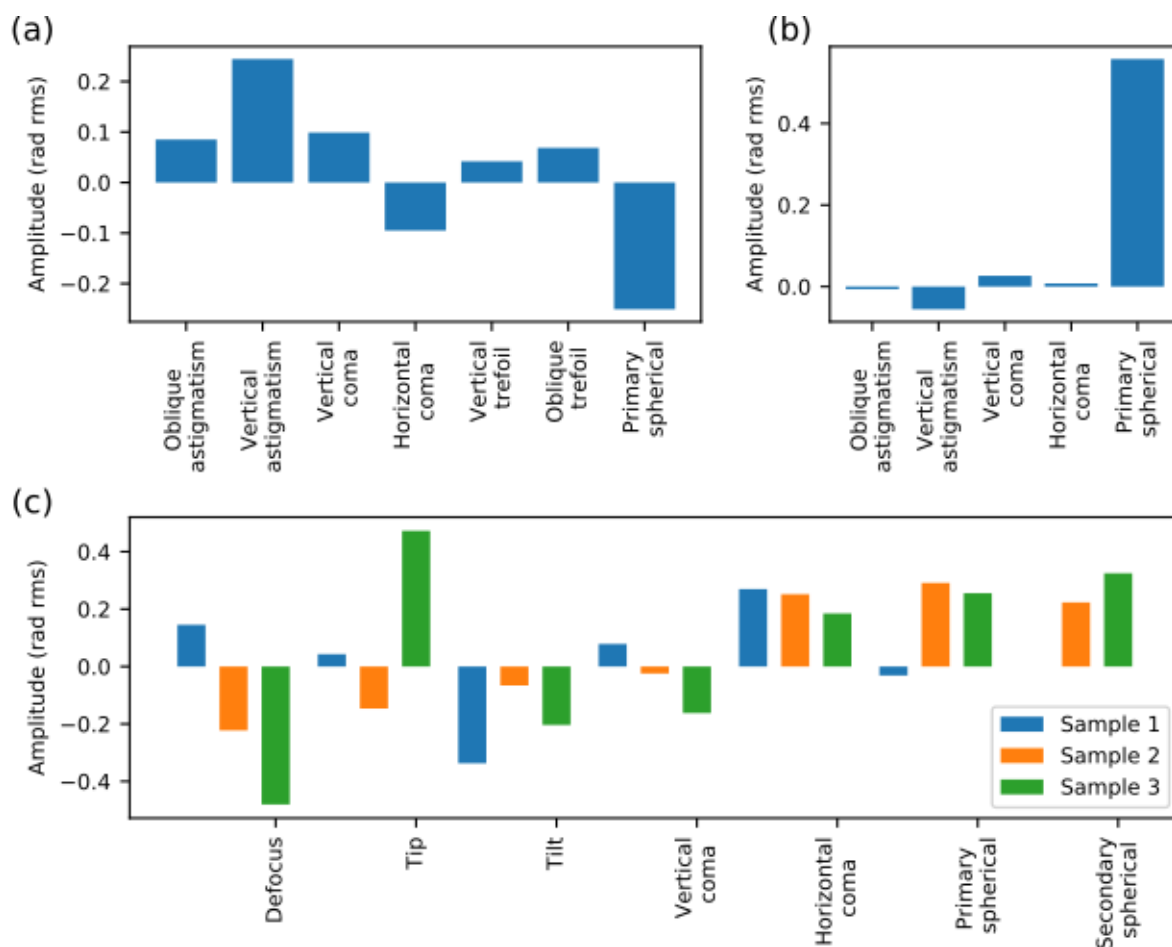 (a)
Amplitude (rad rms)
0.2
0.1
0.0
−0.1
−0.2
Oblique
astigmatism
Vertical
astigmatism
Vertical
coma
Horizontal
coma
Vertical
trefoil
Oblique
trefoil
Primary
spherical
(b)
Amplitude (rad rms)
0.4
0.2
0.0
Oblique
astigmatism
Vertical
astigmatism
Vertical
coma
Horizontal
coma
Primary
spherical
(c)
Amplitude (rad rms)
0.4
0.2
0.0
−0.2
−0.4
Sample 1
Sample 2
Sample 3
Defocus
Tip
Tilt
Vertical
coma
Horizontal
coma
Primary
spherical
Secondary
spherical